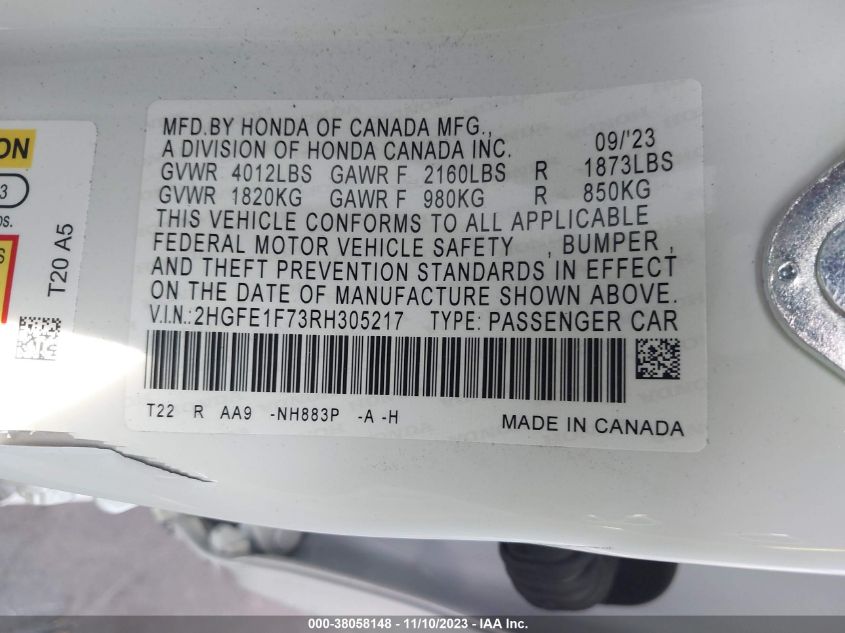 MFD.BY HONDA OF CANADA MFG.,
A DIVISION OF HONDA CANADA INC. 09/'23
GVWR 4012LBS GAWR F 2160LBS R 1873LBS
GVWR 1820KG GAWR F 980KG R 850KG
THIS VEHICLE CONFORMS TO ALL APPLICABLE
FEDERAL MOTOR VEHICLE SAFETY , BUMPER ,
AND THEFT PREVENTION STANDARDS IN EFFECT
ON THE DATE OF MANUFACTURE SHOWN ABOVE.
V.I.N.:2HGFE1F73RH305217 TYPE: PASSENGER CAR
T22 R AA9 -NH883P -A -H MADE IN CANADA
ON
3
os.
S
T20 A5
000-38058148 - 11/10/2023 - IAA Inc.